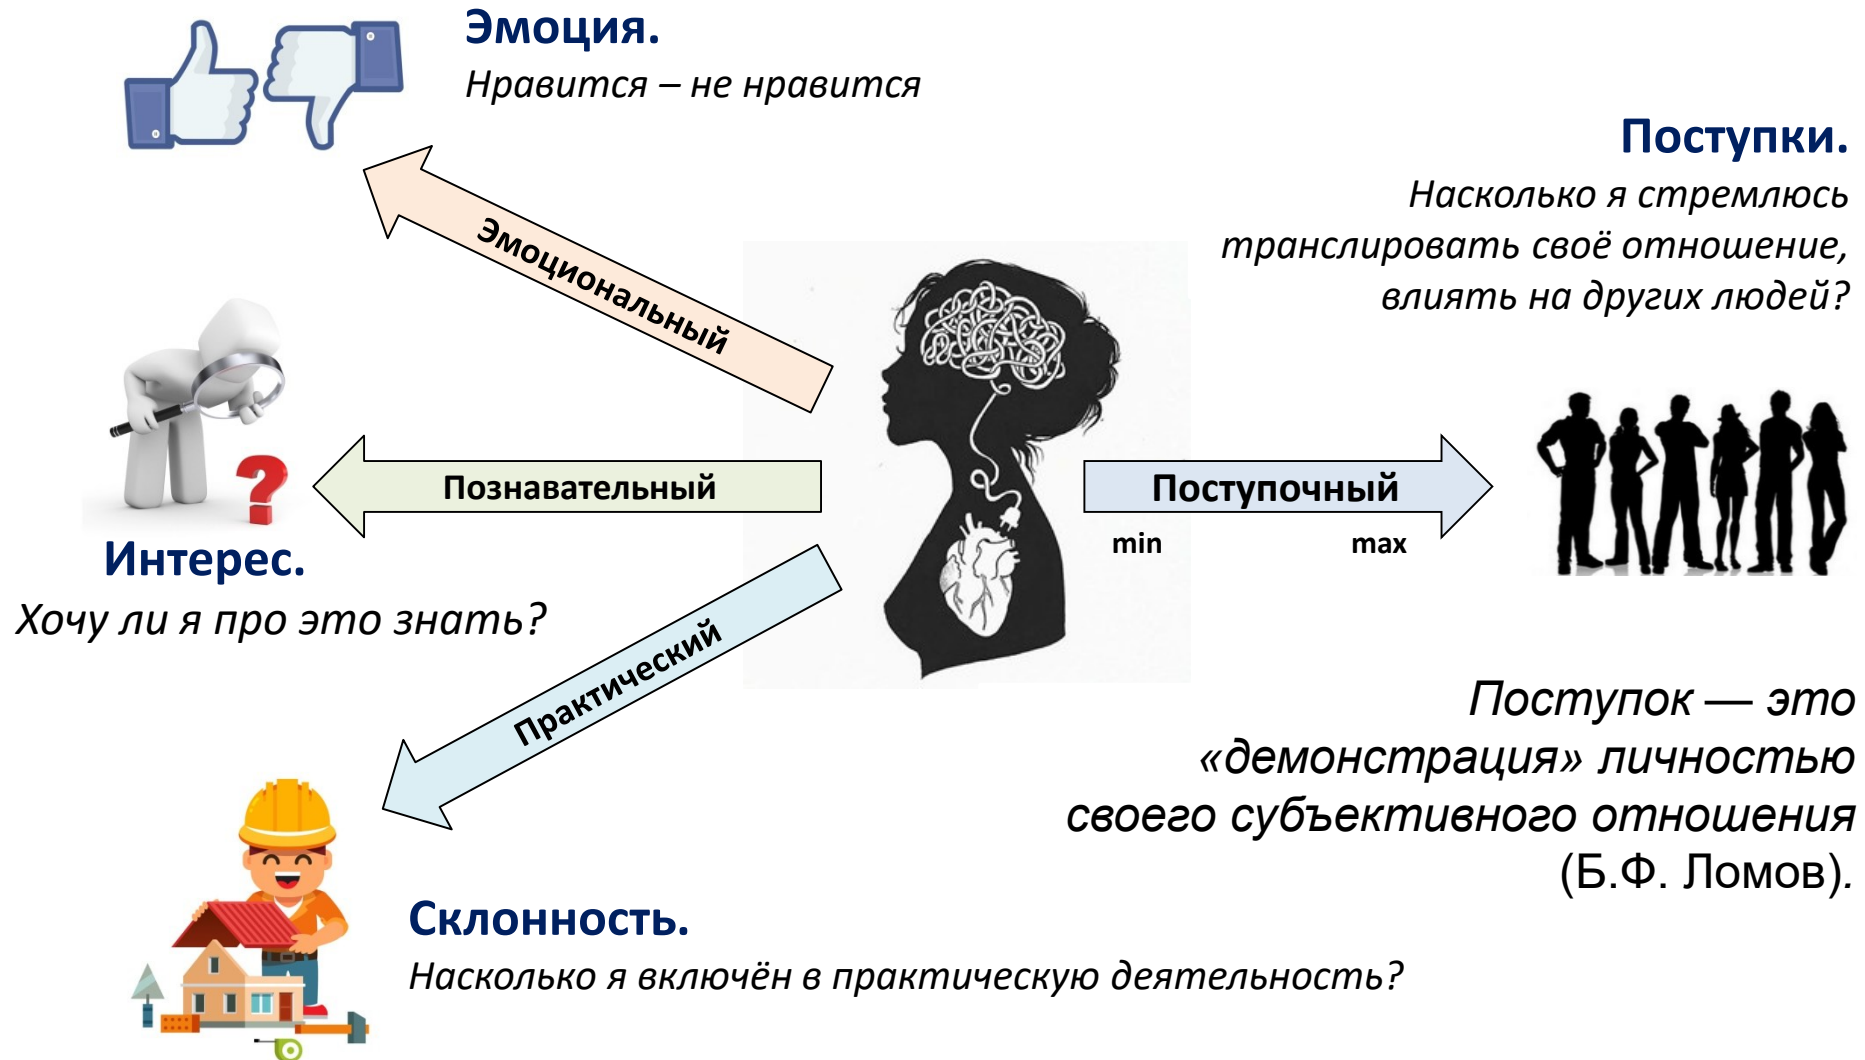 Эмоция.
Нравится – не нравится
Поступки.
Насколько я стремлюсь
транслировать своё отношение,
влиять на других людей?
Эмоциональный
Познавательный
Поступочный
min
max
Интерес.
Хочу ли я про это знать?
Практический
Поступок — это
«демонстрация» личностью
своего субъективного отношения
(Б.Ф. Ломов).
Склонность.
Насколько я включён в практическую деятельность?